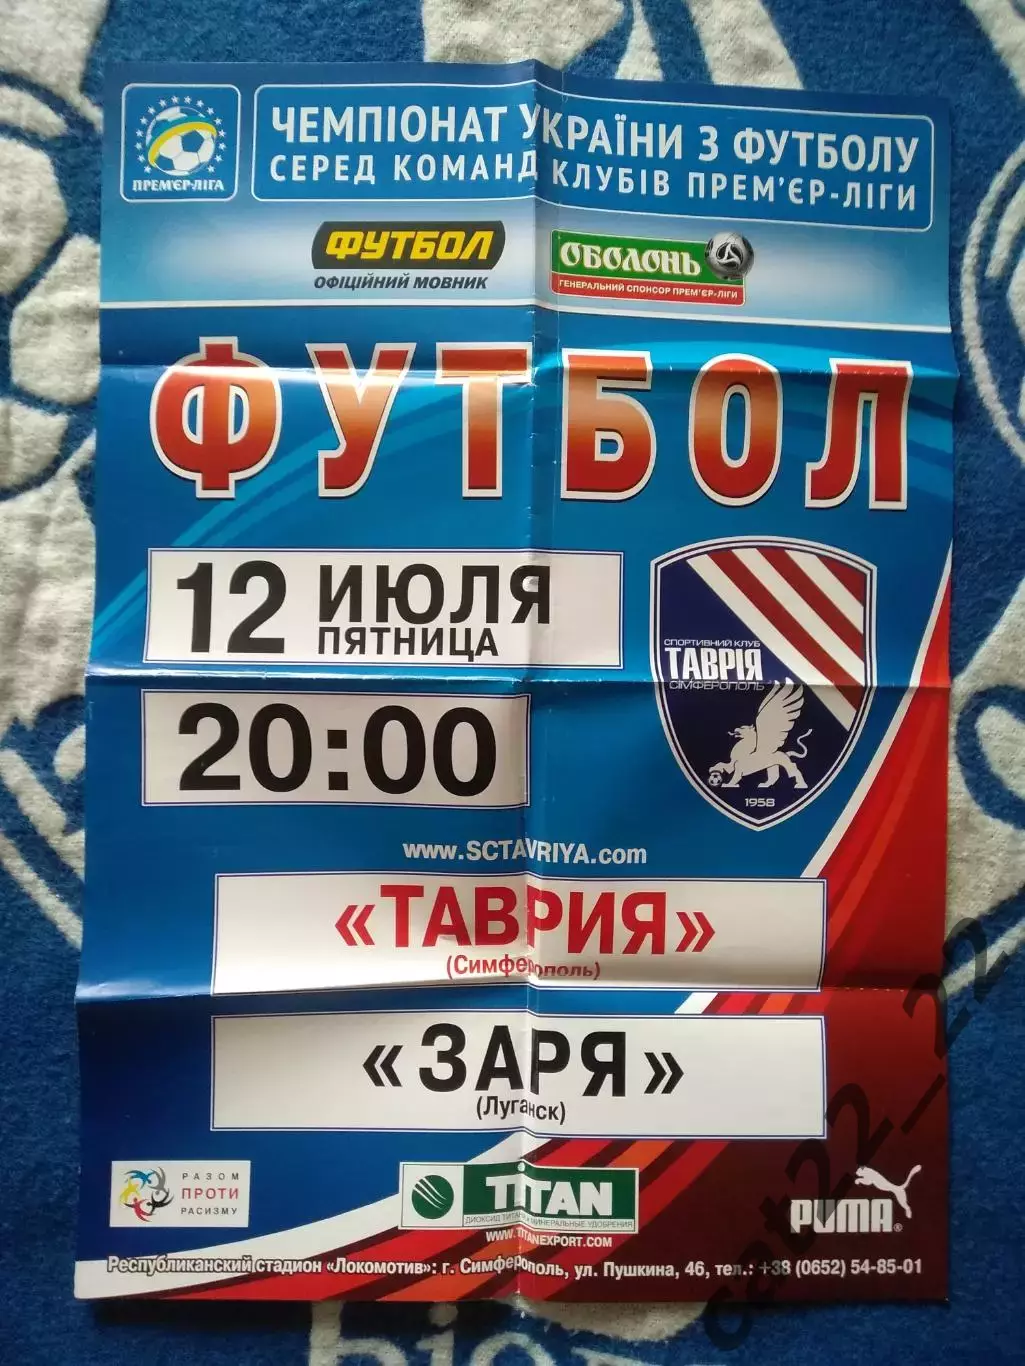 ПРЕМ'ЄР-ЛІГА
ЧЕМПІОНАТ УКРАЇНИ З ФУТБОЛУ
СЕРЕД КОМАНД КЛУБІВ ПРЕМ'ЄР-ЛІГИ
ФУТБОЛ
ОФІЦІЙНИЙ МОВНИК
ОБОЛОНЬ
ГЕНЕРАЛЬНИЙ СПОНСОР ПРЕМ'ЄР-ЛІГИ
ФУТБОЛ
12 ИЮЛЯ
ПЯТНИЦА
20:00
СПОРТИВНИЙ КЛУБ
ТАВРІЯ
СІМФЕРОПОЛЬ
1958
www.SCTAVRIYA.com
«ТАВРИЯ»
(Симферополь)
«ЗАРЯ»
(Луганск)
РАЗОМ
ПРОТИ
РАСИЗМУ
TITAN
ДИОКСИД ТИТАНА И МИНЕРАЛЬНЫЕ УДОБРЕНИЯ
WWW.TITANEXPORT.COM
PUMA®
Республиканский стадион «Локомотив»: г. Симферополь, ул. Пушкина, 46, тел.: +38 (0652) 54-85-01